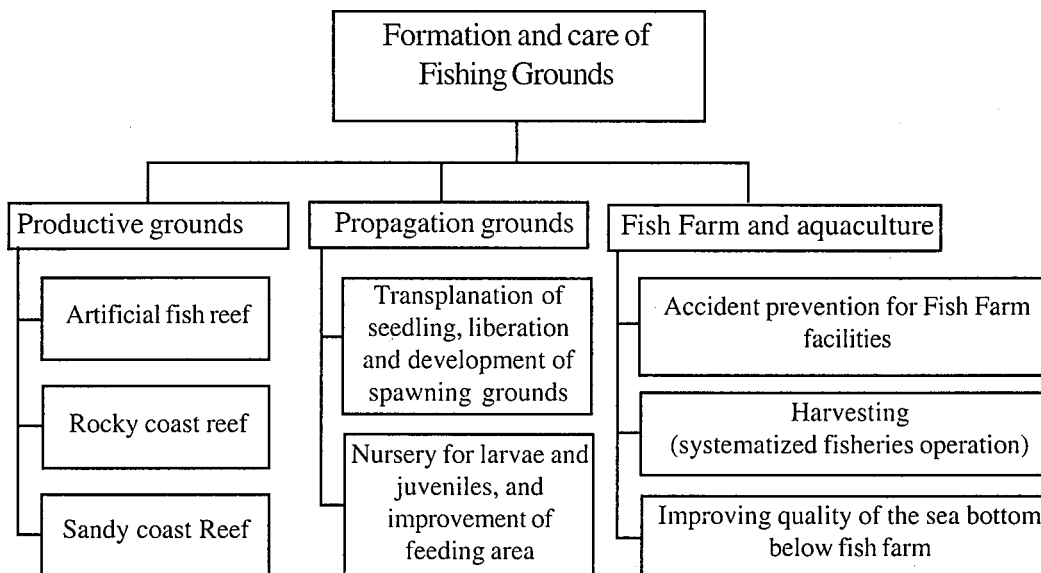 Formation and care of
Fishing Grounds
Productive grounds
Artificial fish reef
Rocky coast reef
Sandy coast Reef
Propagation grounds
Transplanation of
seedling, liberation
and development of
spawning grounds
Nursery for larvae and
juveniles, and
improvement of
feeding area
Fish Farm and aquaculture
Accident prevention for Fish Farm
facilities
Harvesting
(systematized fisheries operation)
Improving quality of the sea bottom
below fish farm